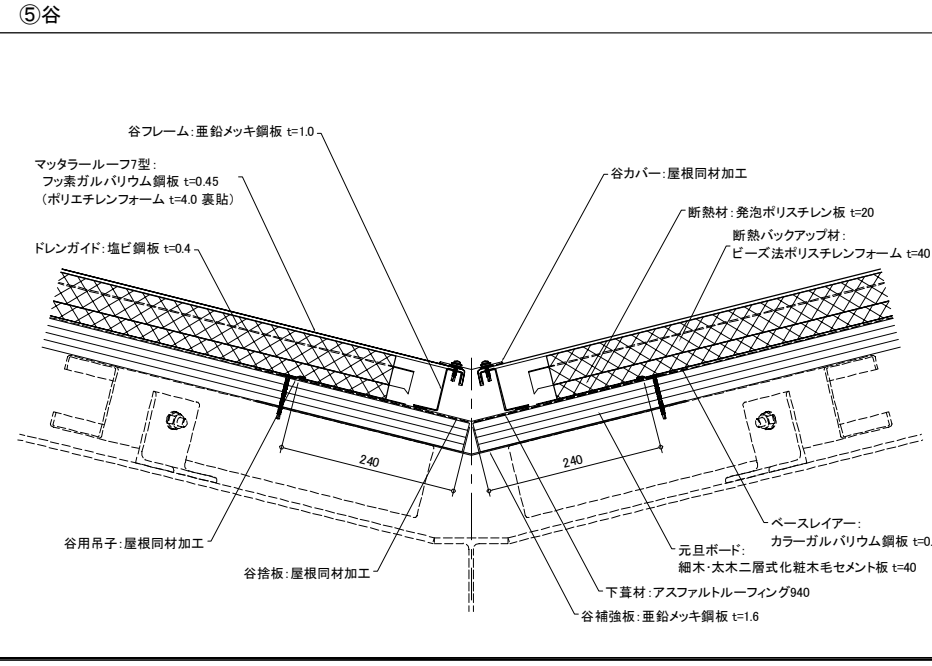 ⑤谷
谷フレーム:亜鉛メッキ鋼板 t=1.0
マッタラールーフ7型:
フッ素ガルバリウム鋼板 t=0.45
(ポリエチレンフォーム t=4.0 裏貼)
ドレンガイド:塩ビ鋼板 t=0.4
谷カバー:屋根同材加工
断熱材:発泡ポリスチレン板 t=20
断熱バックアップ材:
ビーズ法ポリスチレンフォーム t=40
240
240
谷用吊子:屋根同材加工
谷捨板:屋根同材加工
ベースレイアー:
カラーガルバリウム鋼板 t=0.
元旦ボード:
細木・太木二層式化粧木毛セメント板 t=40
下葺材:アスファルトルーフィング940
谷補強板:亜鉛メッキ鋼板 t=1.6